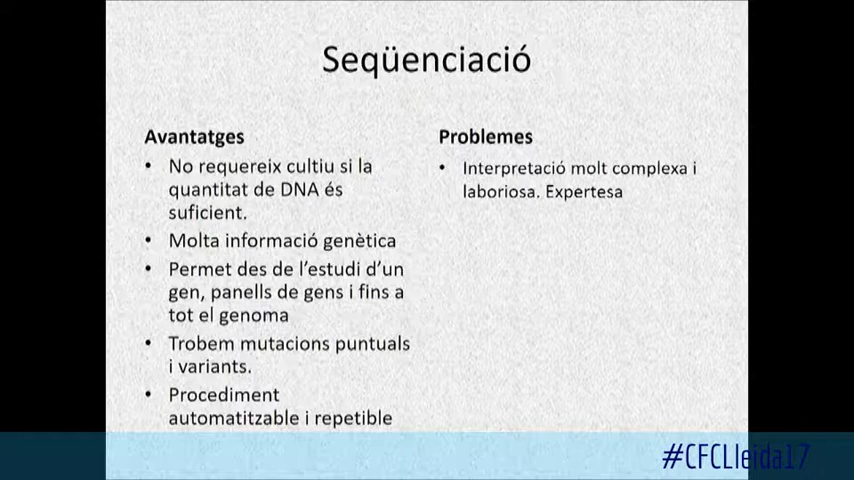 Seqüenciació
Avantatges
• No requereix cultiu si la
quantitat de DNA és
suficient.
• Molta informació genètica
• Permet des de l’estudi d’un
gen, panells de gens i fins a
tot el genoma
• Trobem mutacions puntuals
i variants.
• Procediment
automatitzable i repetible
Problemes
• Interpretació molt complexa i
laboriosa. Expertesa
#CFCLleida17